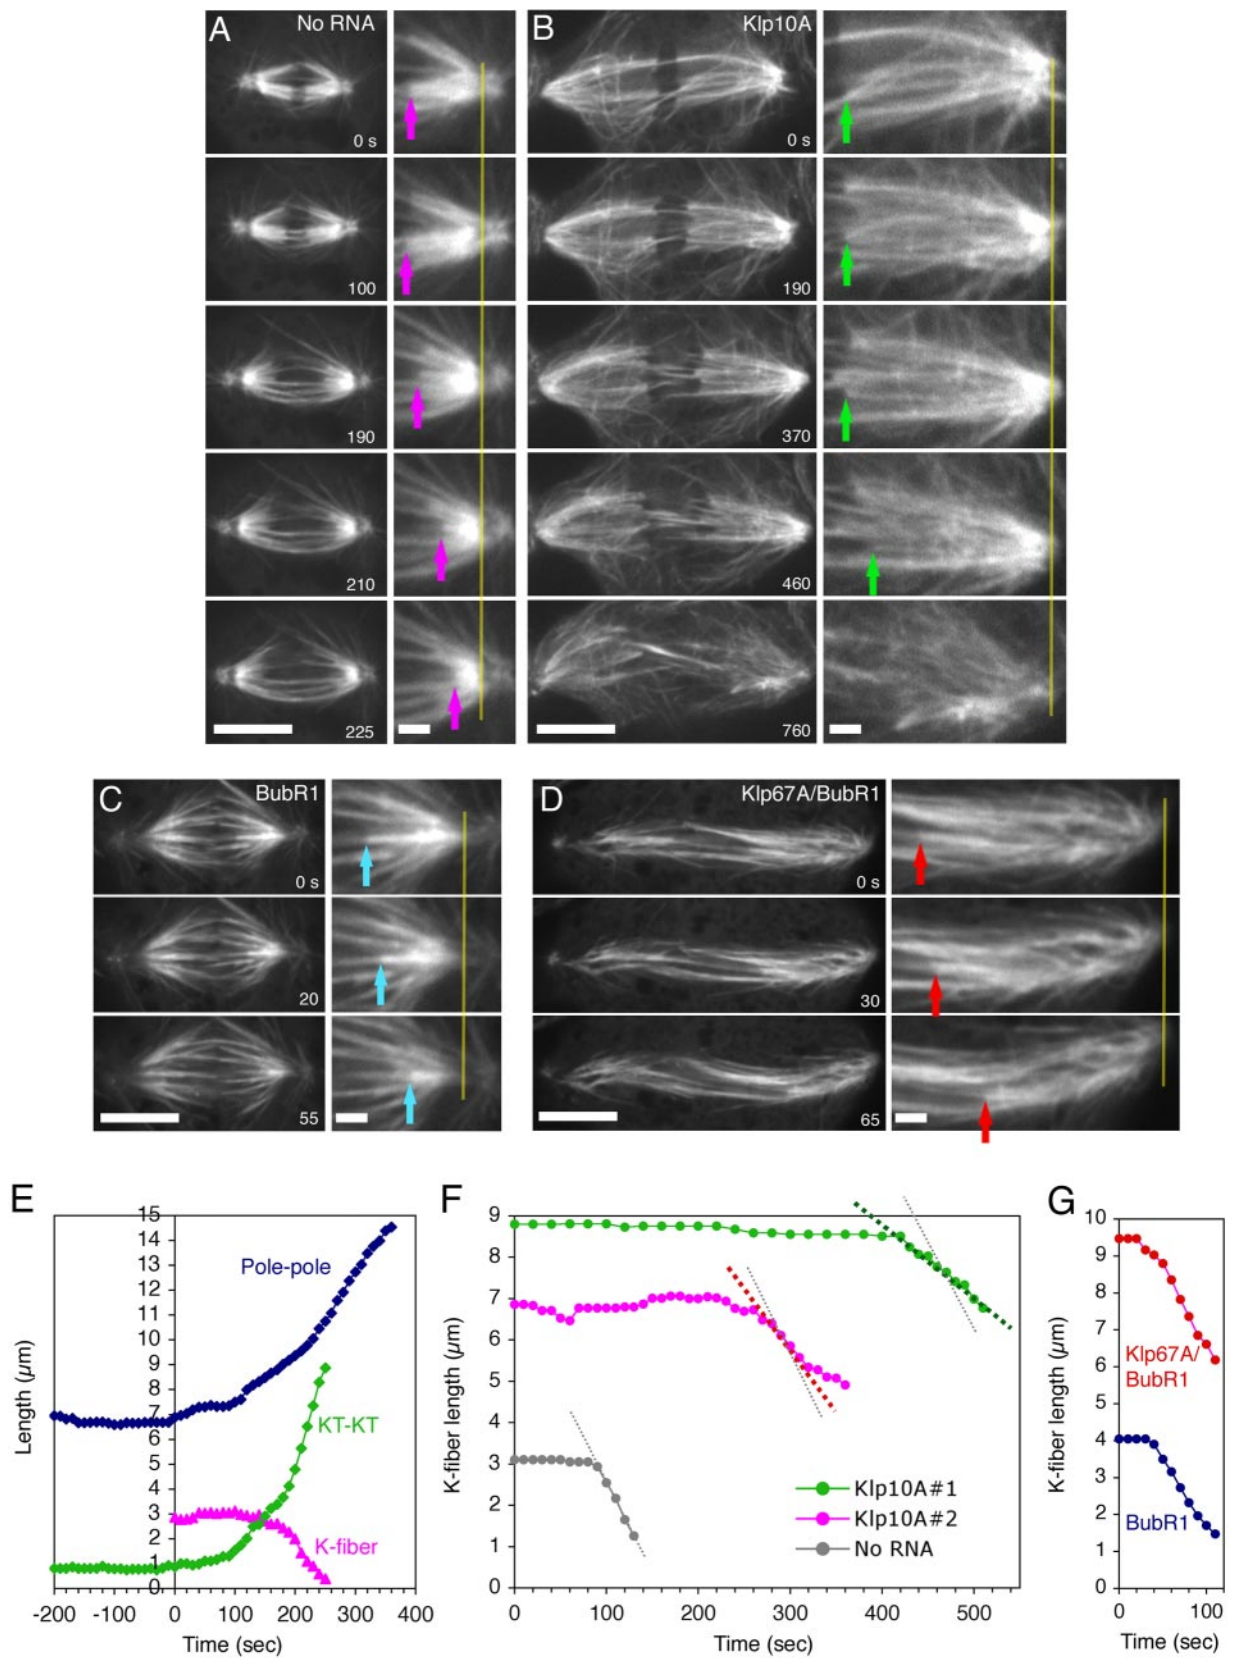 A No RNA
B Klp10A
0 s
0 s
100
190
190
370
210
460
225
760
C BubR1
D Klp67A/BubR1
0 s
0 s
20
30
55
65
E
F
G
Length (µm)
15
14
13
12
11
10
9
8
7
6
5
4
3
2
1
0
Pole-pole
KT-KT
K-fiber
-200 -100 0 100 200 300 400
Time (sec)
K-fiber length (µm)
9
8
7
6
5
4
3
2
1
0
Klp10A#1
Klp10A#2
No RNA
0 100 200 300 400 500
Time (sec)
K-fiber length (µm)
10
9
8
7
6
5
4
3
2
1
0
Klp67A/
BubR1
BubR1
0 100
Time (sec)